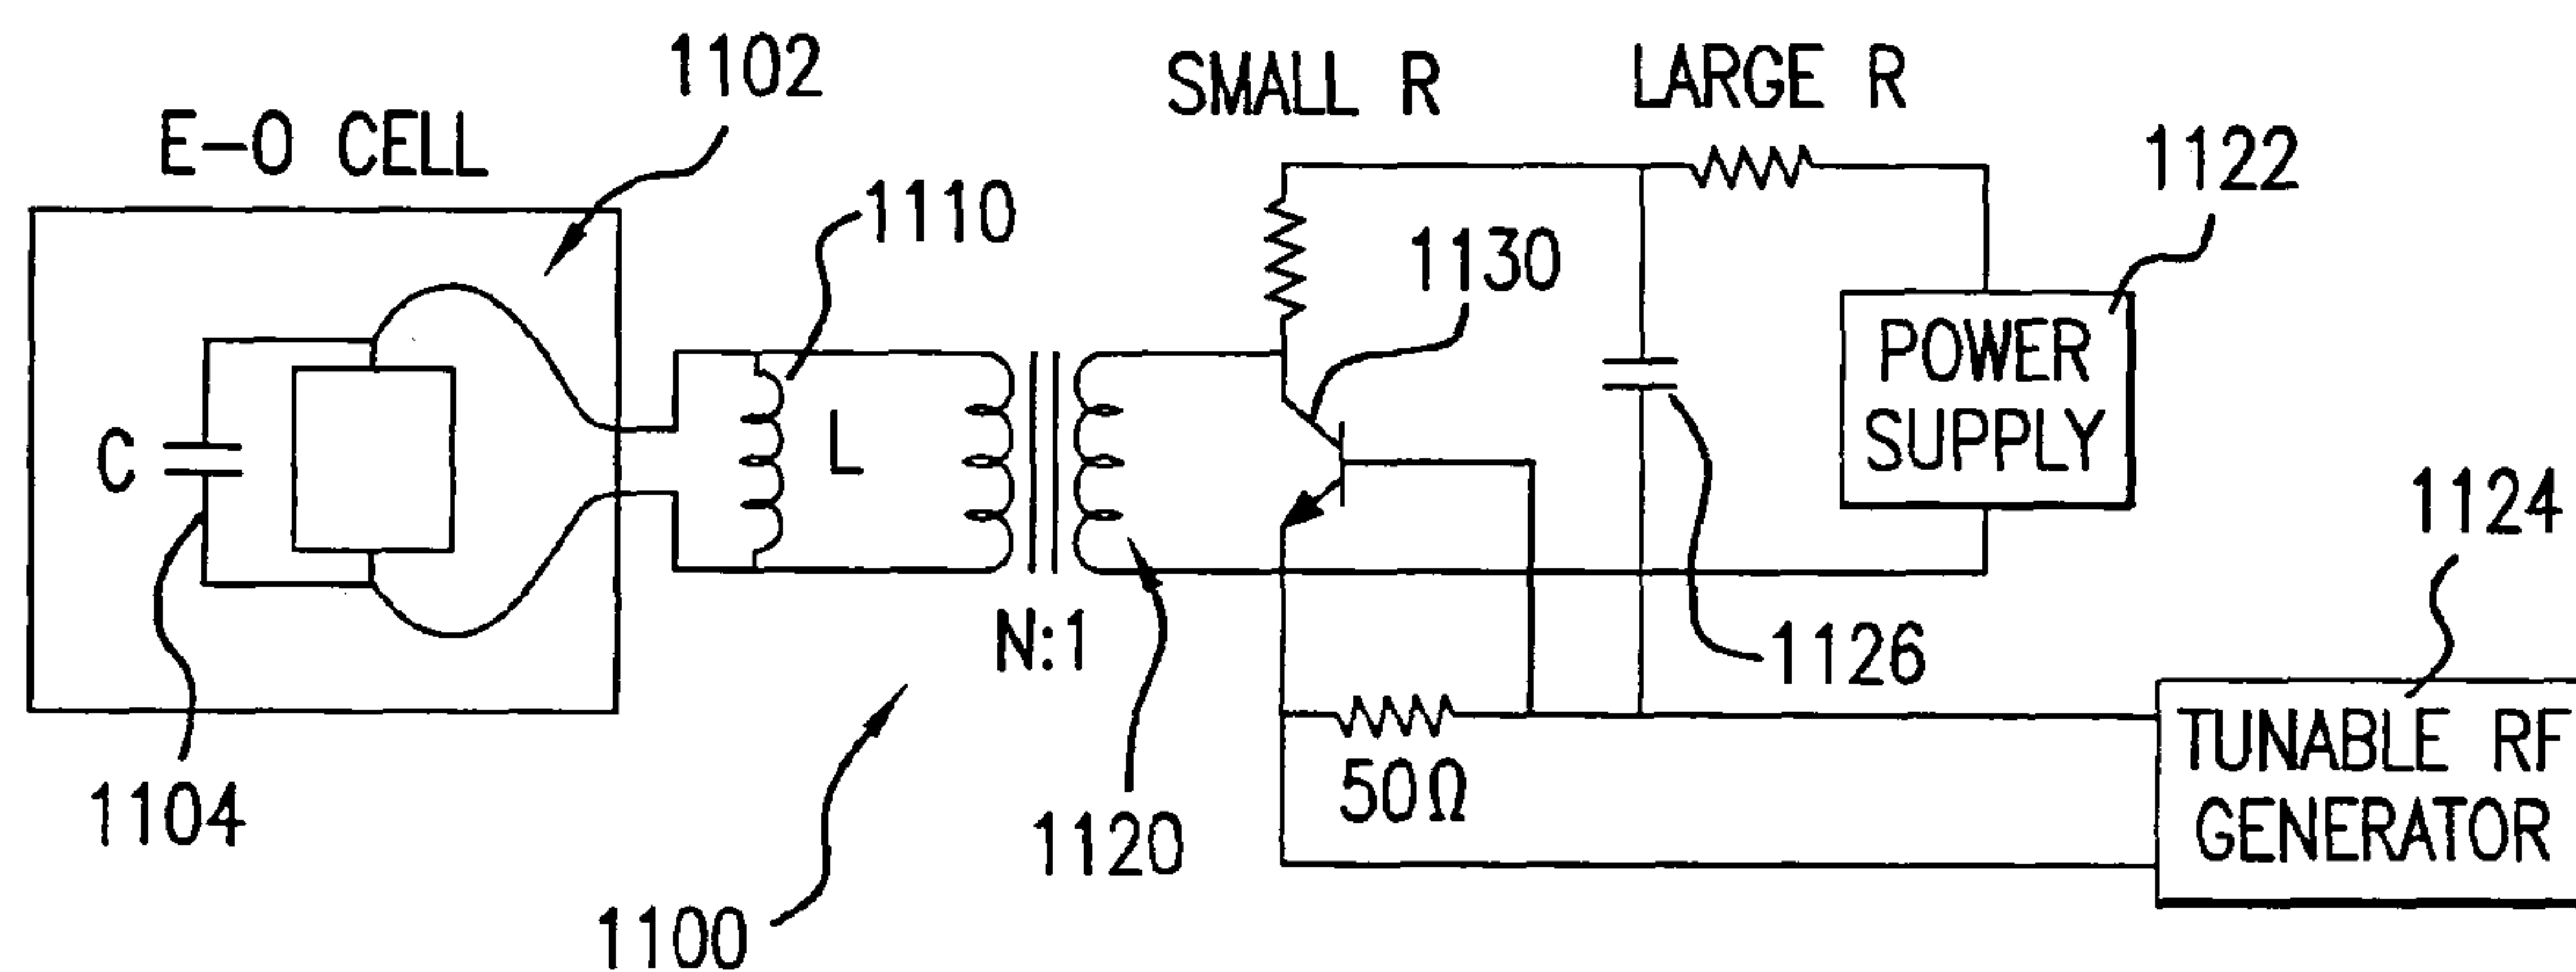 1102
E-O CELL
SMALL R
LARGE R
1122
1110
1130
POWER
SUPPLY
C
L
1124
N:1
1126
TUNABLE RF
GENERATOR
50Ω
1104
1120
1100